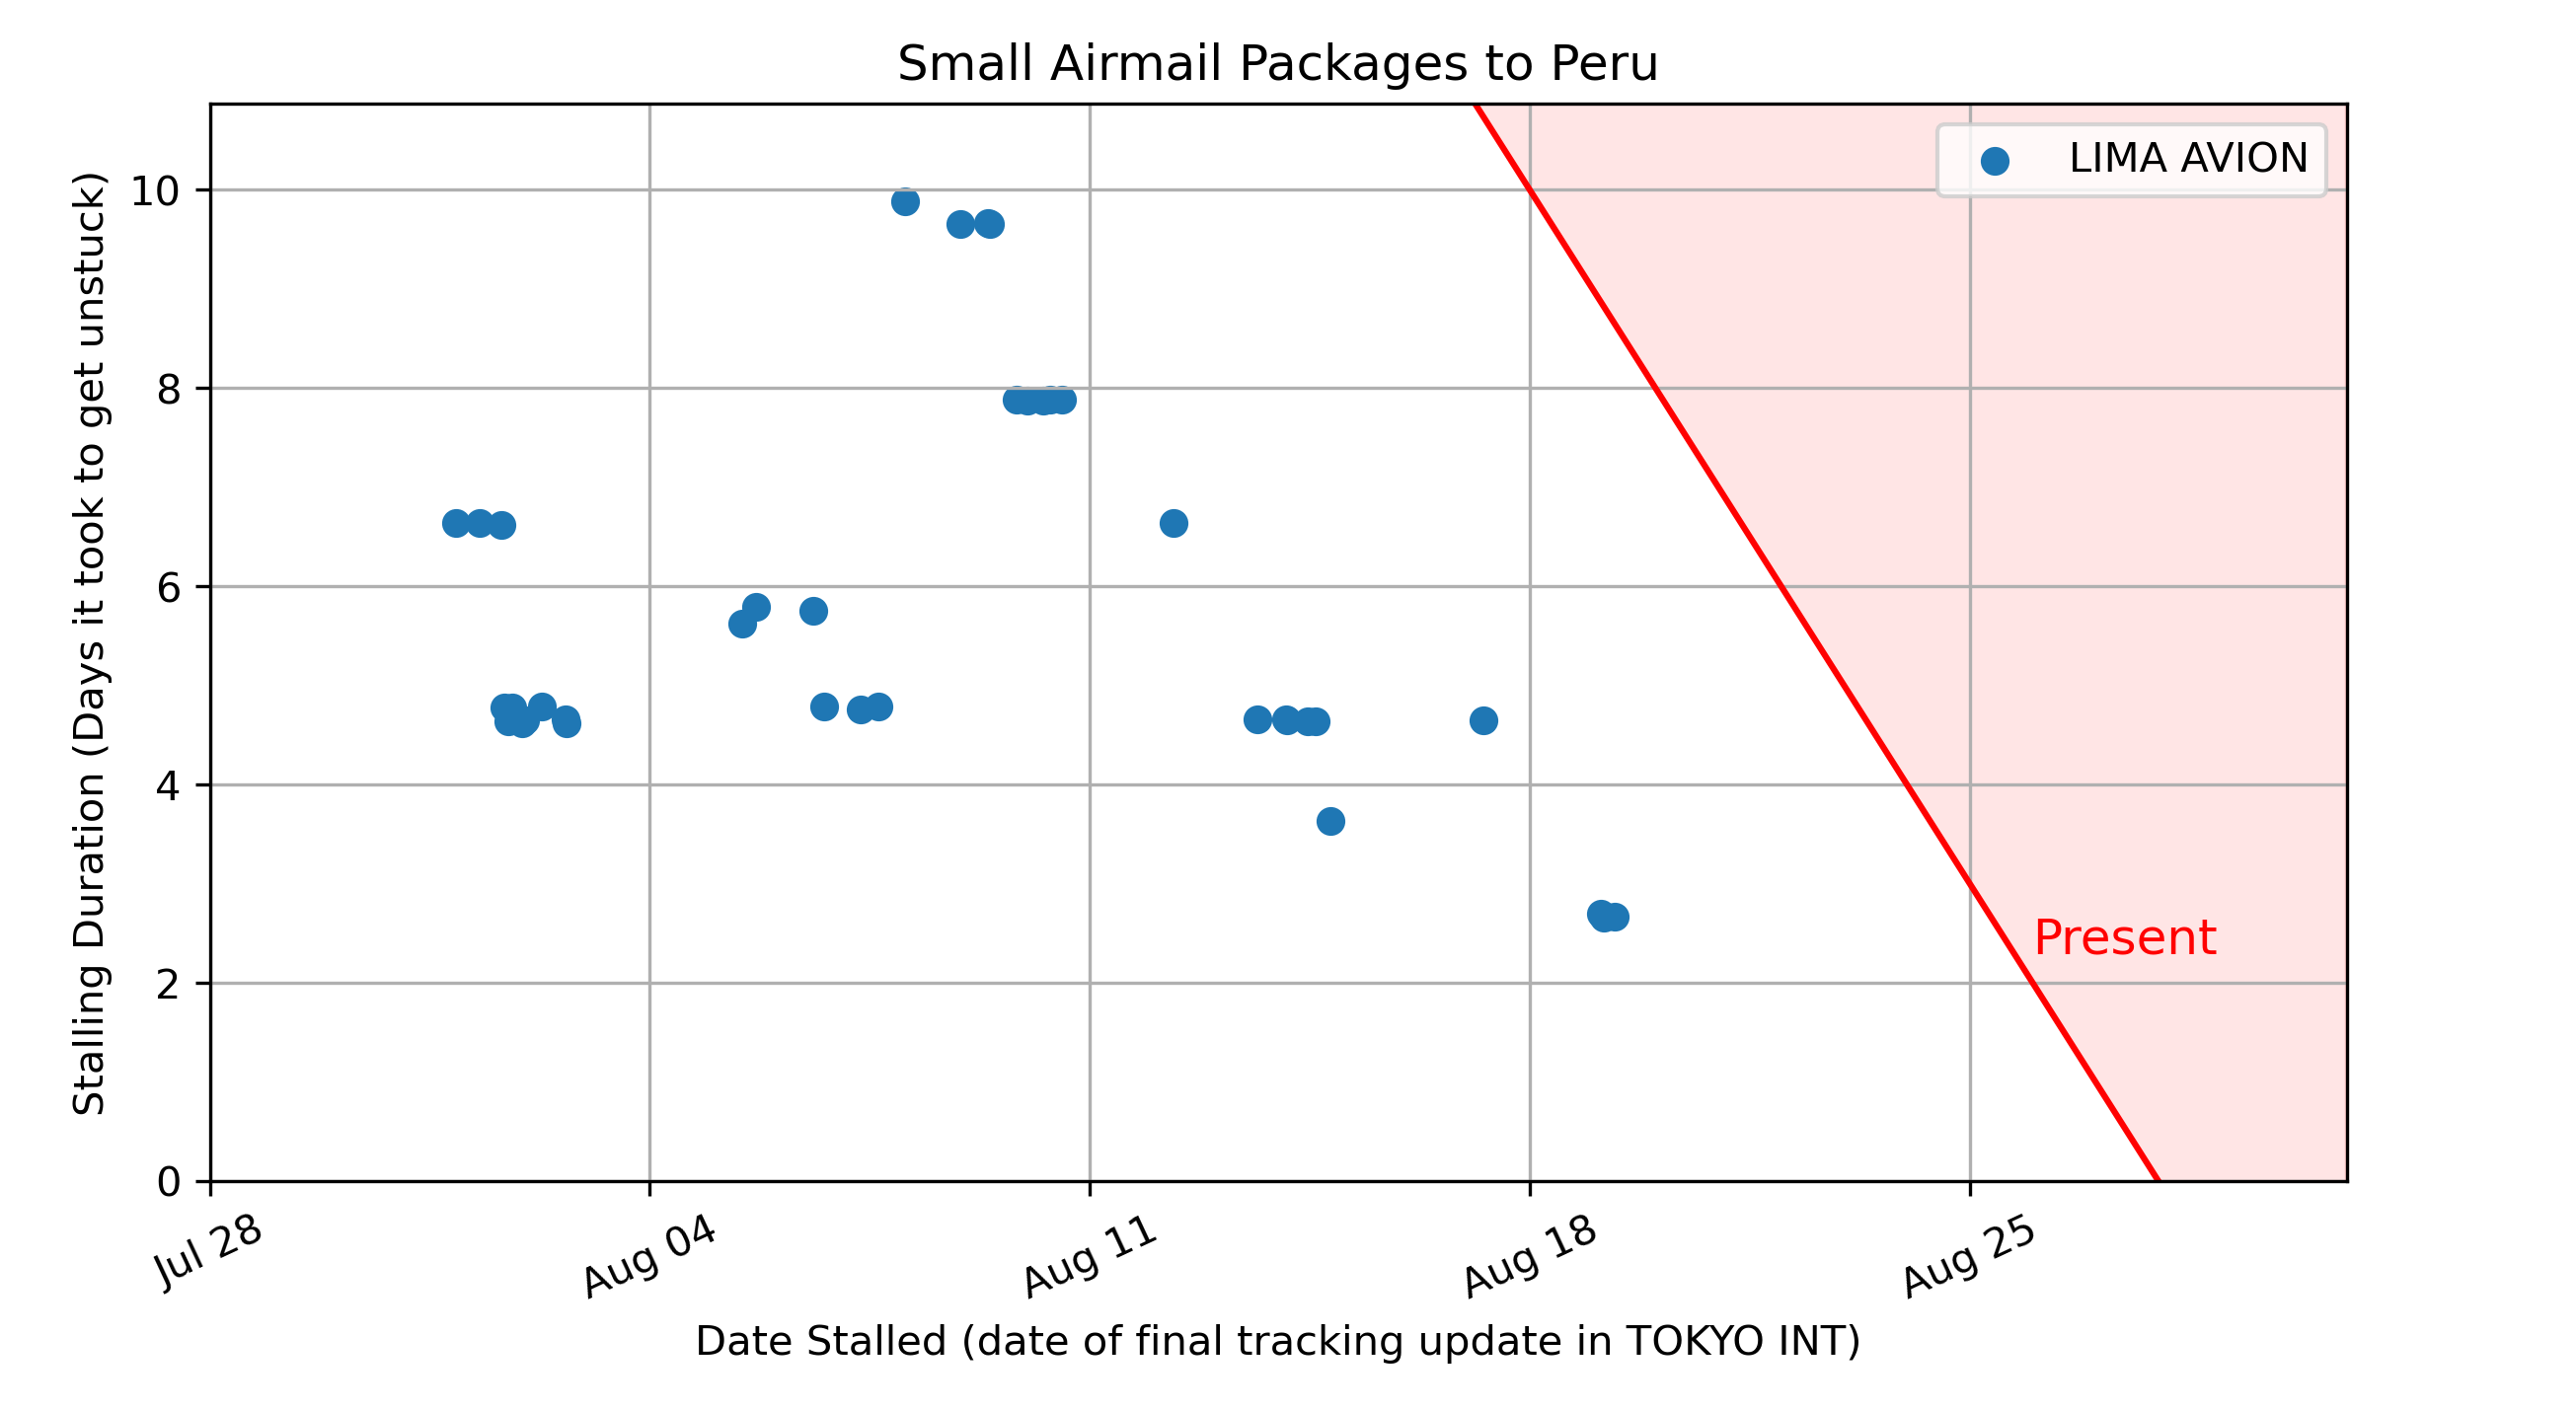 Small Airmail Packages to Peru
LIMA AVION
Stalling Duration (Days it took to get unstuck)
10
8
6
4
2
0
Present
Jul 28
Aug 04
Aug 11
Aug 18
Aug 25
Date Stalled (date of final tracking update in TOKYO INT)